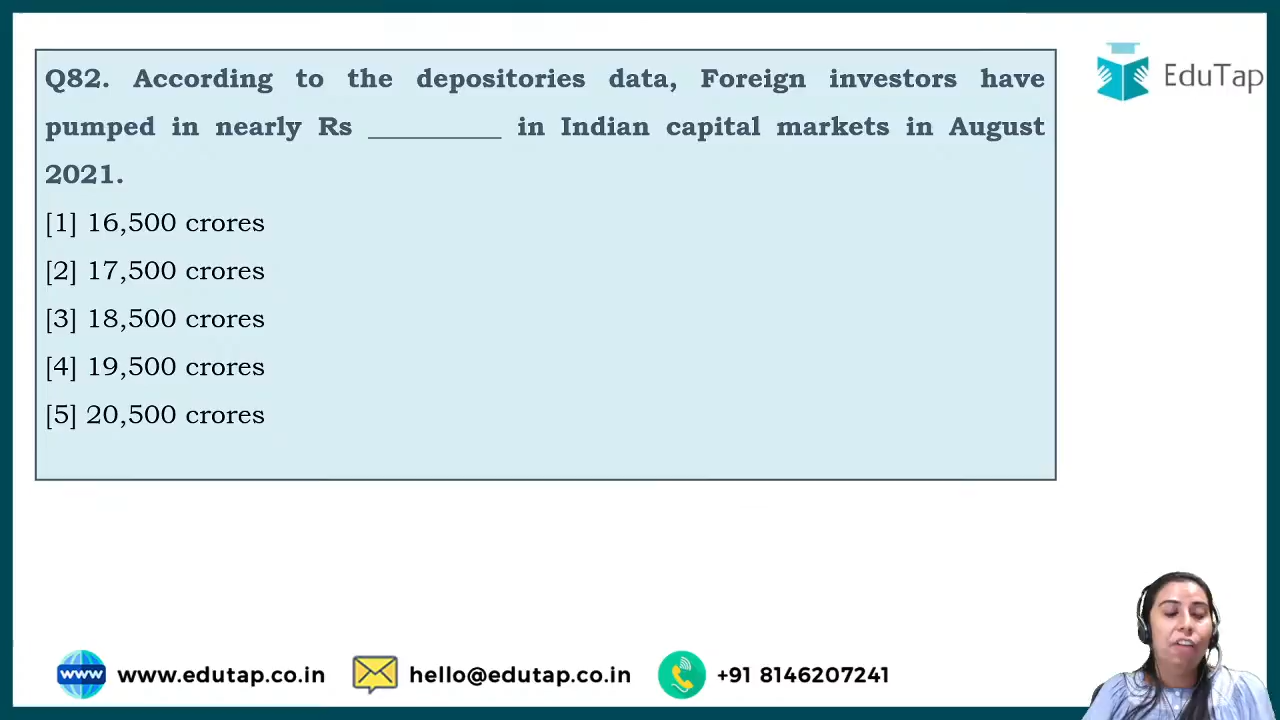 Q82. According to the depositories data, Foreign investors have
pumped in nearly Rs __________ in Indian capital markets in August
2021.
[1] 16,500 crores
[2] 17,500 crores
[3] 18,500 crores
[4] 19,500 crores
[5] 20,500 crores
EduTap
www
www.edutap.co.in
hello@edutap.co.in
+91 8146207241